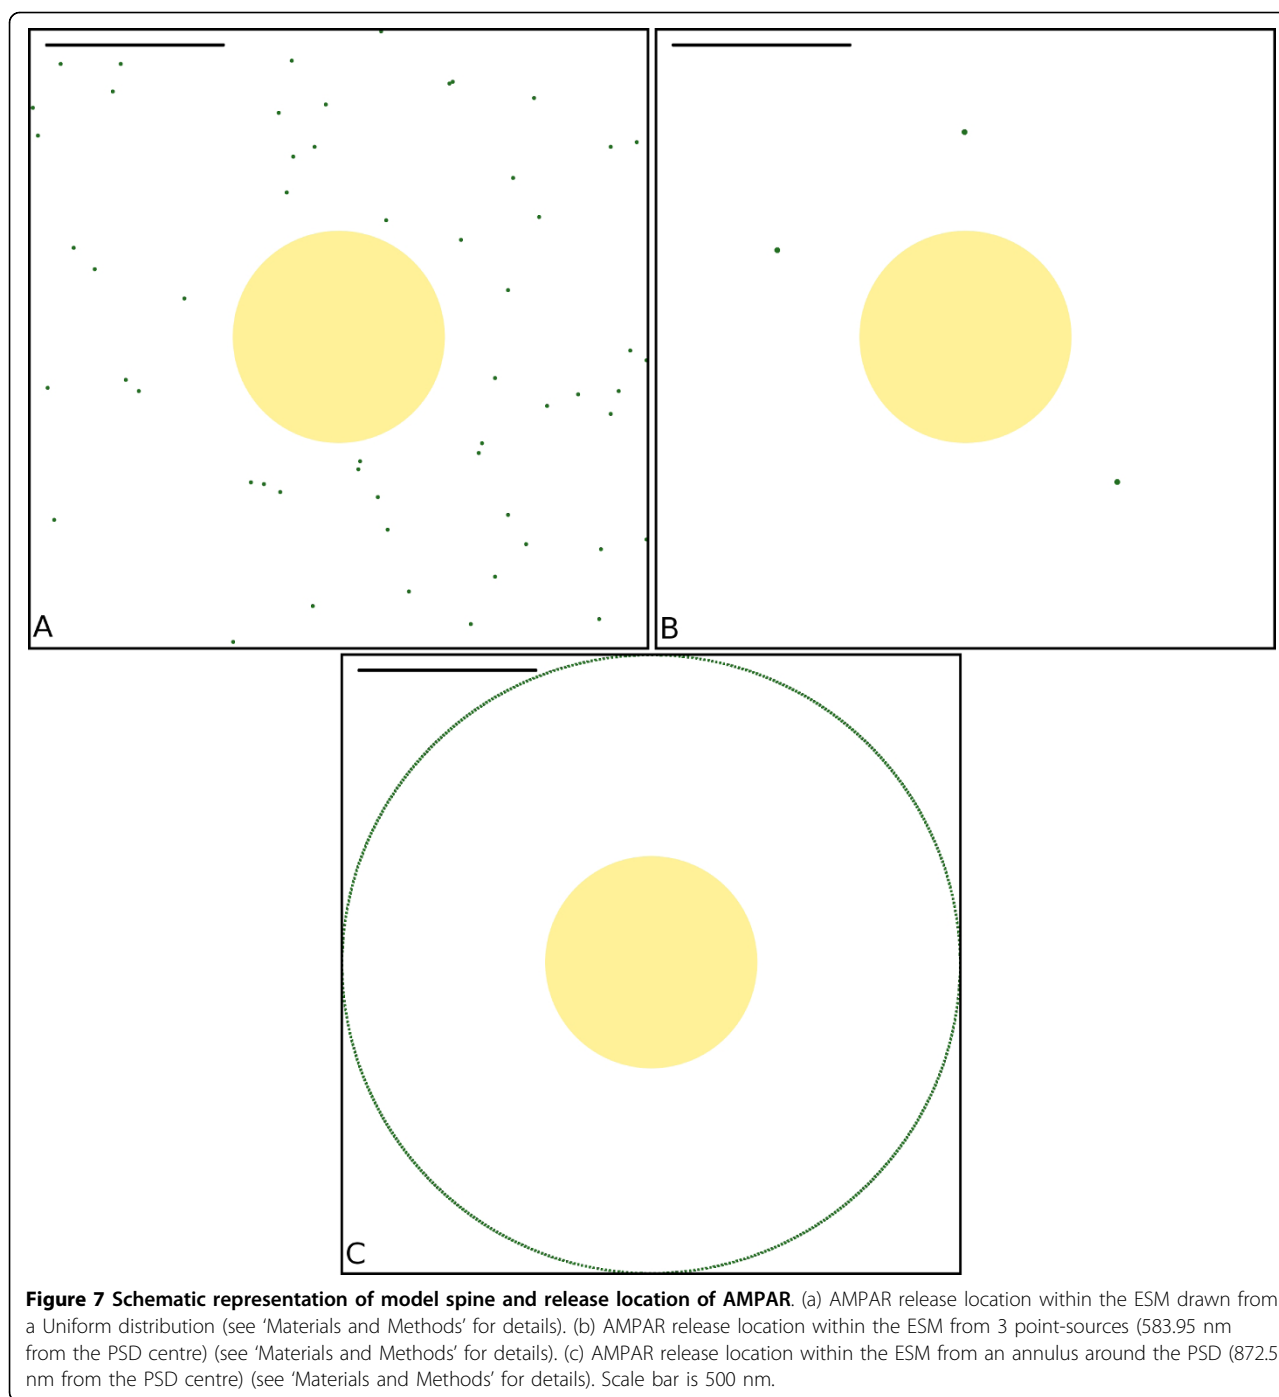 A
B
C
Figure 7 Schematic representation of model spine and release location of AMPAR. (a) AMPAR release location within the ESM drawn from
a Uniform distribution (see ‘Materials and Methods’ for details). (b) AMPAR release location within the ESM from 3 point-sources (583.95 nm
from the PSD centre) (see ‘Materials and Methods’ for details). (c) AMPAR release location within the ESM from an annulus around the PSD (872.5
nm from the PSD centre) (see ‘Materials and Methods’ for details). Scale bar is 500 nm.